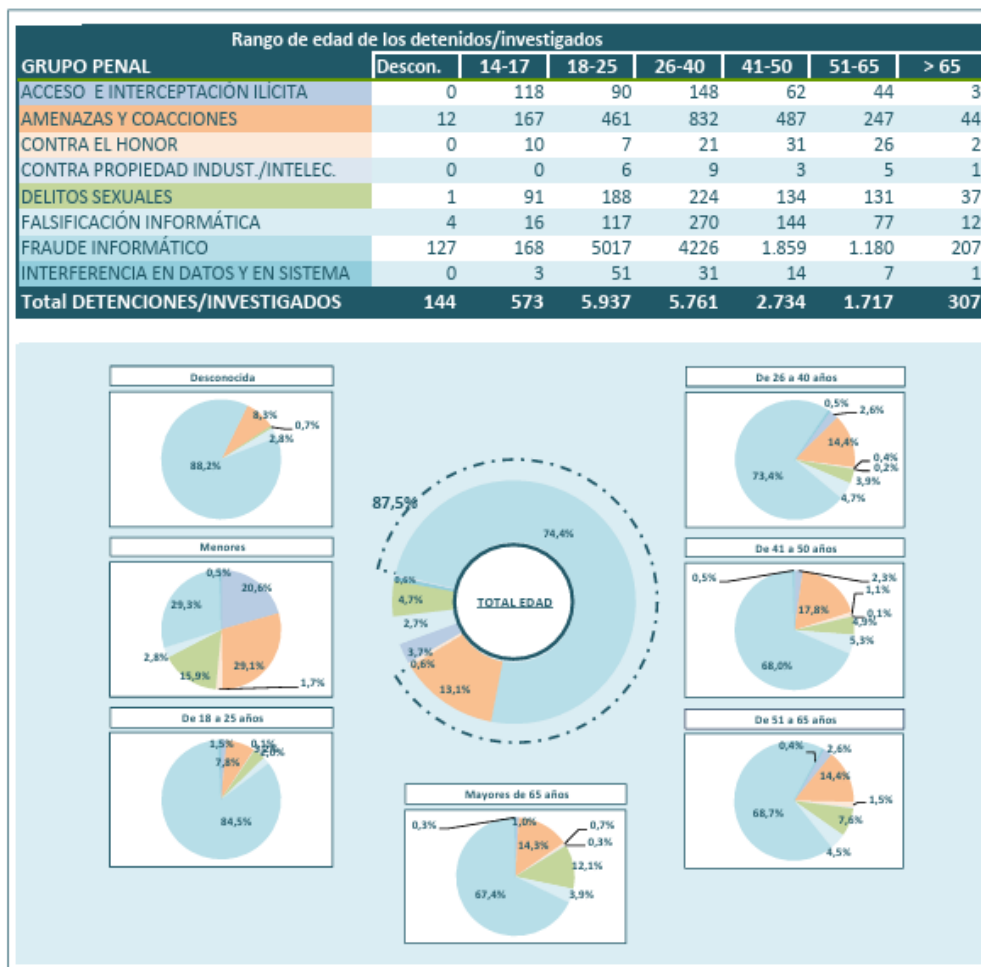 Rango de edad de los detenidos/investigados
GRUPO PENAL Descon. 14-17 18-25 26-40 41-50 51-65 > 65
ACCESO E INTERCEPTACIÓN ILÍCITA 0 118 90 148 62 44 3
AMENAZAS Y COACCIONES 12 167 461 832 487 247 44
CONTRA EL HONOR 0 10 7 21 31 26 2
CONTRA PROPIEDAD INDUST./INTELEC. 0 0 6 9 3 5 1
DELITOS SEXUALES 1 91 188 224 134 131 37
FALSIFICACIÓN INFORMÁTICA 4 16 117 270 144 77 12
FRAUDE INFORMÁTICO 127 168 5017 4226 1.859 1.180 207
INTERFERENCIA EN DATOS Y EN SISTEMA 0 3 51 31 14 7 1
Total DETENCIONES/INVESTIGADOS 144 573 5.937 5.761 2.734 1.717 307
Desconocida
8,3%
0,7%
2,8%
88,2%
Menores
0,5%
20,6%
29,3%
2,8%
15,9%
29,1%
1,7%
De 18 a 25 años
1,5%
0,1%
7,8%
2,0%
84,5%
87,5%
74,4%
0,6%
4,7%
TOTAL EDAD
2,7%
3,7%
0,6%
13,1%
Mayores de 65 años
0,3%
1,0%
0,7%
14,3%
0,3%
12,1%
67,4%
3,9%
De 26 a 40 años
0,5%
2,6%
14,4%
0,4%
0,2%
73,4%
3,9%
4,7%
De 41 a 50 años
0,5%
2,3%
1,1%
17,8%
0,1%
4,9%
5,3%
68,0%
De 51 a 65 años
0,4%
2,6%
14,4%
1,5%
68,7%
7,6%
4,5%